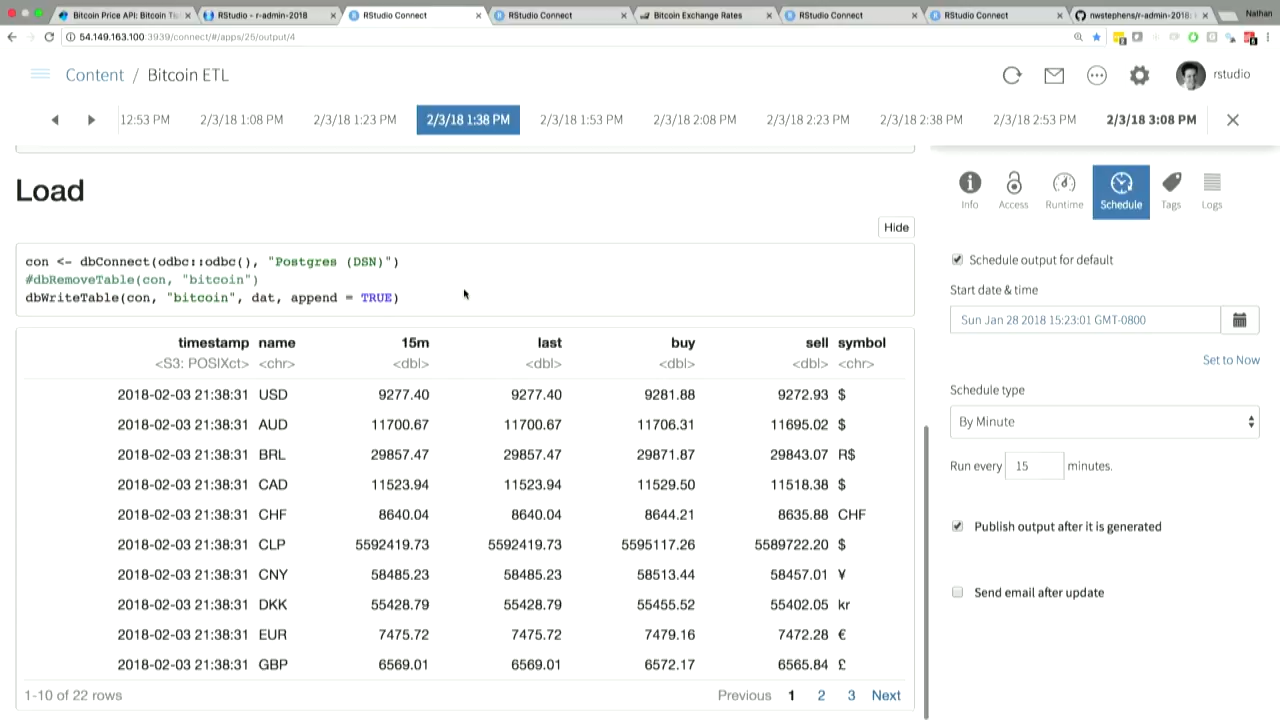 Bitcoin Price API: Bitcoin Ti
RStudio - r-admin-2018
RStudio Connect
RStudio Connect
Bitcoin Exchange Rates
RStudio Connect
RStudio Connect
nwstephens/r-admin-2018:
Nathan
54.149.163.100:3939/connect/#/apps/26/output/4
Content / Bitcoin ETL
rstudio
12:53 PM 2/3/18 1:08 PM 2/3/18 1:23 PM 2/3/18 1:38 PM 2/3/18 1:53 PM 2/3/18 2:08 PM 2/3/18 2:23 PM 2/3/18 2:38 PM 2/3/18 2:53 PM 2/3/18 3:08 PM
Load
Hide
con <- dbConnect(odbc::odbc(), "Postgres (DSN)")
#dbRemoveTable(con, "bitcoin")
dbWriteTable(con, "bitcoin", dat, append = TRUE)
timestamp name 15m last buy sell symbol
<S3: POSIXct> <chr> <dbl> <dbl> <dbl> <dbl> <chr>
2018-02-03 21:38:31 USD 9277.40 9277.40 9281.88 9272.93 $
2018-02-03 21:38:31 AUD 11700.67 11700.67 11706.31 11695.02 $
2018-02-03 21:38:31 BRL 29857.47 29857.47 29871.87 29843.07 R$
2018-02-03 21:38:31 CAD 11523.94 11523.94 11529.50 11518.38 $
2018-02-03 21:38:31 CHF 8640.04 8640.04 8644.21 8635.88 CHF
2018-02-03 21:38:31 CLP 5592419.73 5592419.73 5595117.26 5589722.20 $
2018-02-03 21:38:31 CNY 58485.23 58485.23 58513.44 58457.01 ¥
2018-02-03 21:38:31 DKK 55428.79 55428.79 55455.52 55402.05 kr
2018-02-03 21:38:31 EUR 7475.72 7475.72 7479.16 7472.28 €
2018-02-03 21:38:31 GBP 6569.01 6569.01 6572.17 6565.84 £
1-10 of 22 rows
Previous 1 2 3 Next
Info Access Runtime Schedule Tags Logs
Schedule output for default
Start date & time
Sun Jan 28 2018 15:23:01 GMT-0800
Set to Now
Schedule type
By Minute
Run every 15 minutes.
Publish output after it is generated
Send email after update